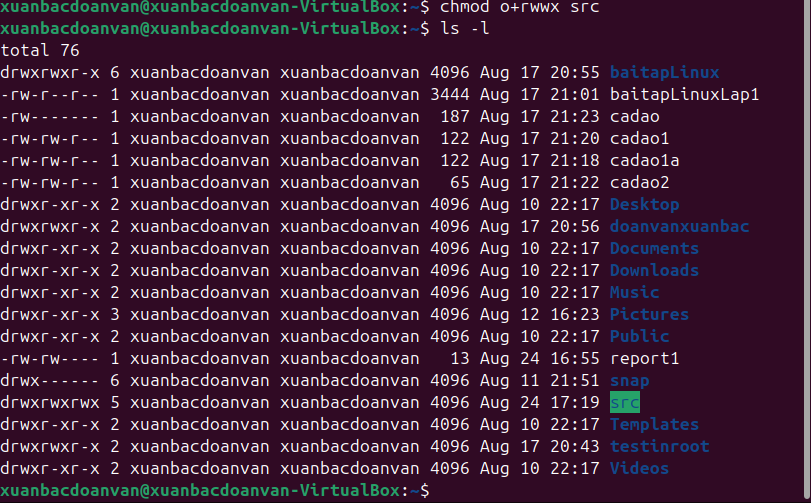 xuanbacdoanvan@xuanbacdoanvan-VirtualBox:~$ chmod o+rwwx src
xuanbacdoanvan@xuanbacdoanvan-VirtualBox:~$ ls -l
total 76
drwxrwxr-x 6 xuanbacdoanvan xuanbacdoanvan 4096 Aug 17 20:55 baitapLinux
-rw-r--r-- 1 xuanbacdoanvan xuanbacdoanvan 3444 Aug 17 21:01 baitapLinuxLap1
-rw------- 1 xuanbacdoanvan xuanbacdoanvan  187 Aug 17 21:23 cadao
-rw-rw-r-- 1 xuanbacdoanvan xuanbacdoanvan  122 Aug 17 21:20 cadao1
-rw-rw-r-- 1 xuanbacdoanvan xuanbacdoanvan  122 Aug 17 21:18 cadao1a
-rw-rw-r-- 1 xuanbacdoanvan xuanbacdoanvan   65 Aug 17 21:22 cadao2
drwxr-xr-x 2 xuanbacdoanvan xuanbacdoanvan 4096 Aug 10 22:17 Desktop
drwxrwxr-x 2 xuanbacdoanvan xuanbacdoanvan 4096 Aug 17 20:56 doanvanxuanbac
drwxr-xr-x 2 xuanbacdoanvan xuanbacdoanvan 4096 Aug 10 22:17 Documents
drwxr-xr-x 2 xuanbacdoanvan xuanbacdoanvan 4096 Aug 10 22:17 Downloads
drwxr-xr-x 2 xuanbacdoanvan xuanbacdoanvan 4096 Aug 10 22:17 Music
drwxr-xr-x 3 xuanbacdoanvan xuanbacdoanvan 4096 Aug 12 16:23 Pictures
drwxr-xr-x 2 xuanbacdoanvan xuanbacdoanvan 4096 Aug 10 22:17 Public
-rw-rw---- 1 xuanbacdoanvan xuanbacdoanvan   13 Aug 24 16:55 report1
drwx------ 6 xuanbacdoanvan xuanbacdoanvan 4096 Aug 11 21:51 snap
drwxrwxrwx 5 xuanbacdoanvan xuanbacdoanvan 4096 Aug 24 17:19 src
drwxr-xr-x 2 xuanbacdoanvan xuanbacdoanvan 4096 Aug 10 22:17 Templates
drwxrwxr-x 2 xuanbacdoanvan xuanbacdoanvan 4096 Aug 17 20:43 testinroot
drwxr-xr-x 2 xuanbacdoanvan xuanbacdoanvan 4096 Aug 10 22:17 Videos
xuanbacdoanvan@xuanbacdoanvan-VirtualBox:~$